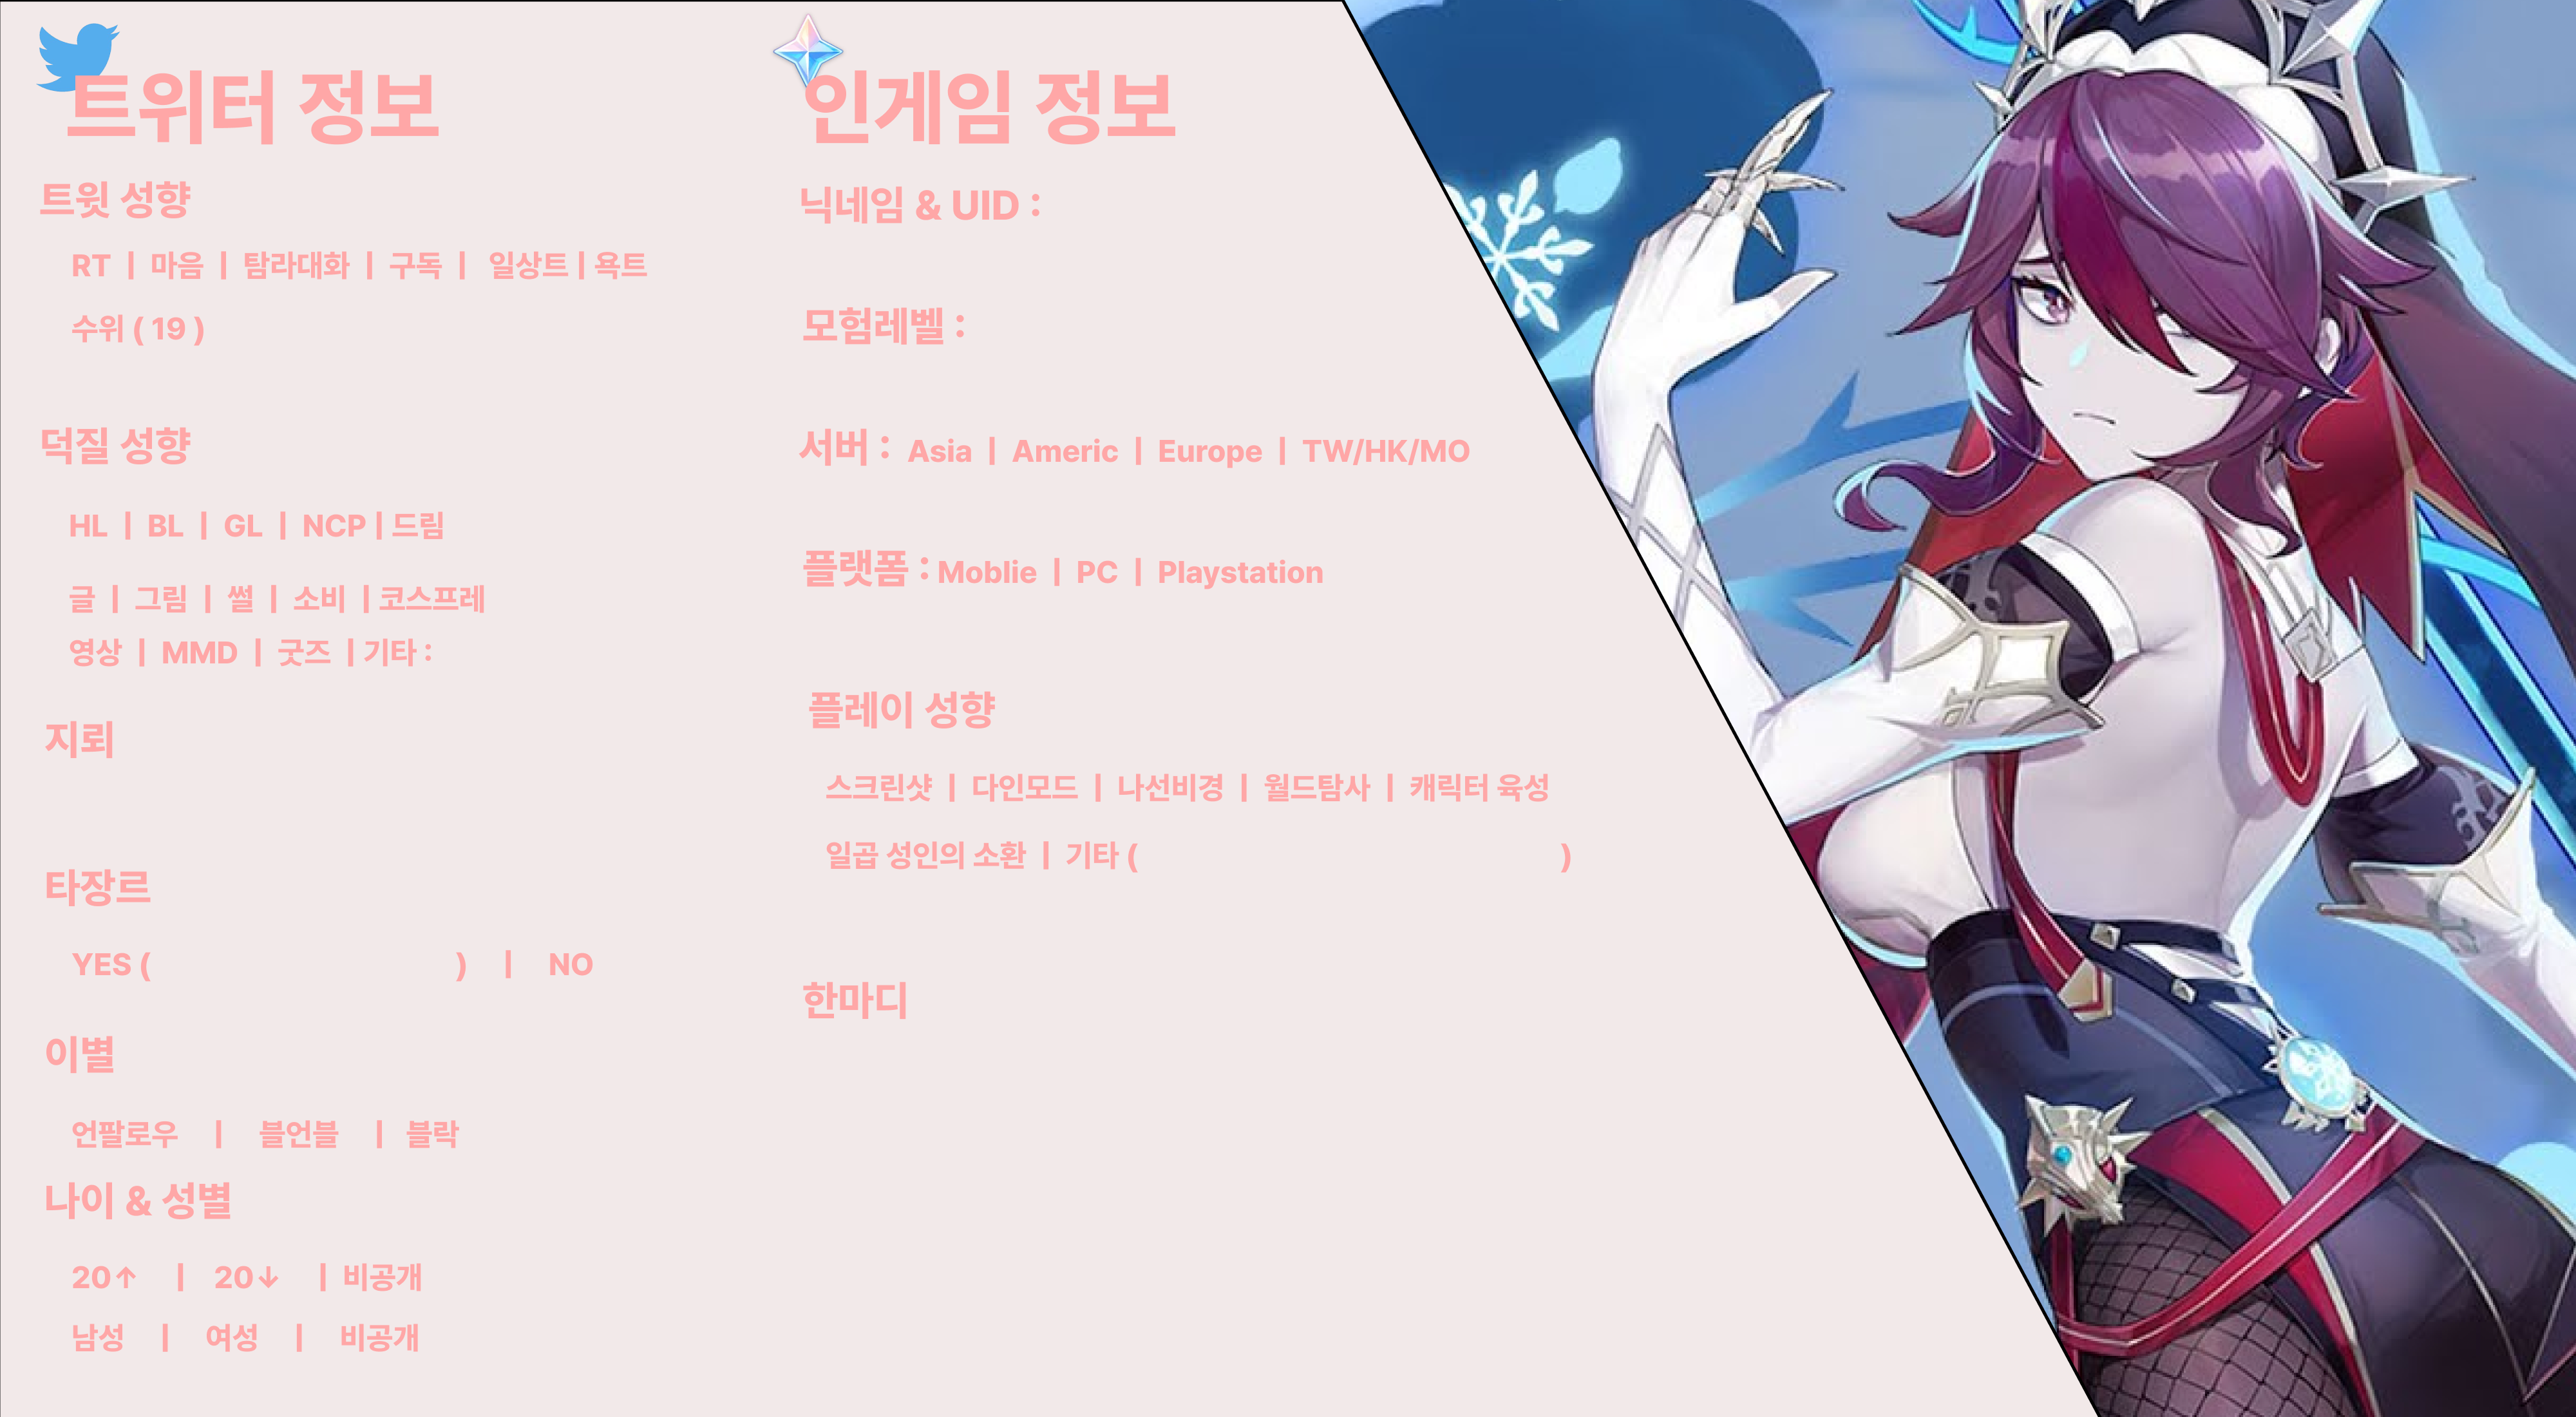 트위터 정보
트윗 성향
RT | 마음 | 탐라대화 | 구독 | 일상트 | 욕트
수위 ( 19 )
덕질 성향
HL | BL | GL | NCP | 드림
글 | 그림 | 썰 | 소비 | 코스프레
영상 | MMD | 굿즈 | 기타 :
지뢰
타장르
YES ( ) | NO
이별
언팔로우 | 블언블 | 블락
나이 & 성별
20↑ | 20↓ | 비공개
남성 | 여성 | 비공개
인게임 정보
닉네임 & UID :
모험레벨 :
서버 : Asia | Americ | Europe | TW/HK/MO
플랫폼 : Moblie | PC | Playstation
플레이 성향
스크린샷 | 다인모드 | 나선비경 | 월드탐사 | 캐릭터 육성
일곱 성인의 소환 | 기타 ( )
한마디